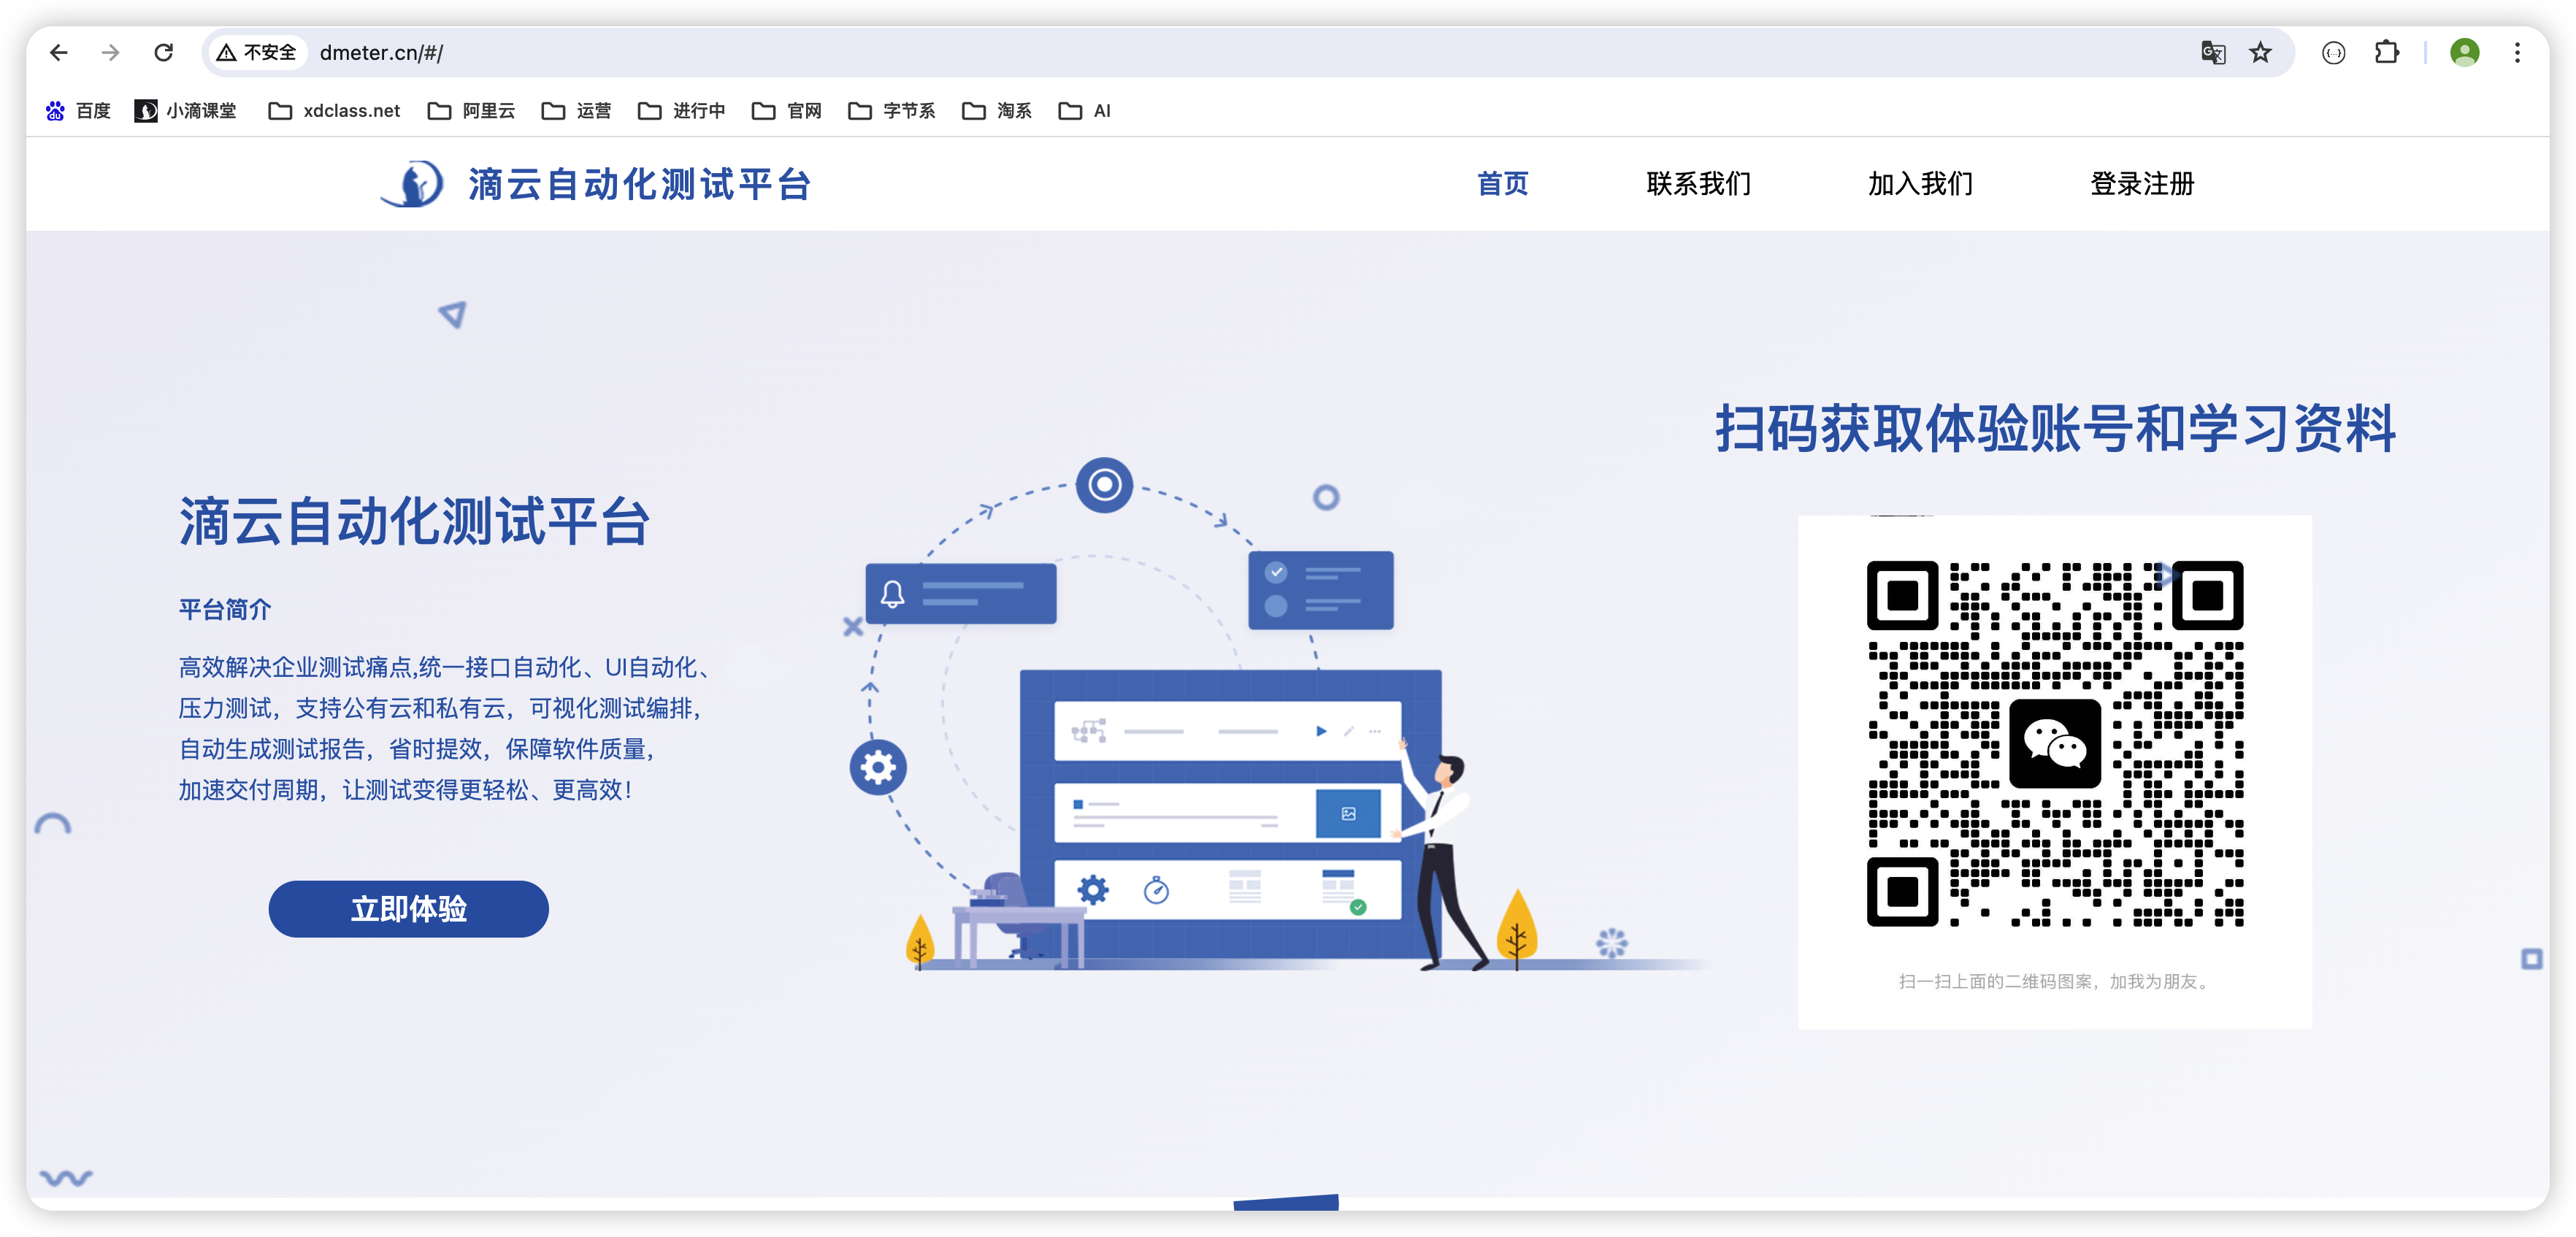 不安全 dmeter.cn/#/
百度 小滴课堂 xdclass.net 阿里云 运营 进行中 官网 字节系 淘系 AI
滴云自动化测试平台 首页 联系我们 加入我们 登录注册
滴云自动化测试平台
平台简介
高效解决企业测试痛点,统一接口自动化、UI自动化、
压力测试，支持公有云和私有云，可视化测试编排，
自动生成测试报告，省时提效，保障软件质量，
加速交付周期，让测试变得更轻松、更高效！
立即体验
扫码获取体验账号和学习资料
扫一扫上面的二维码图案，加我为朋友。